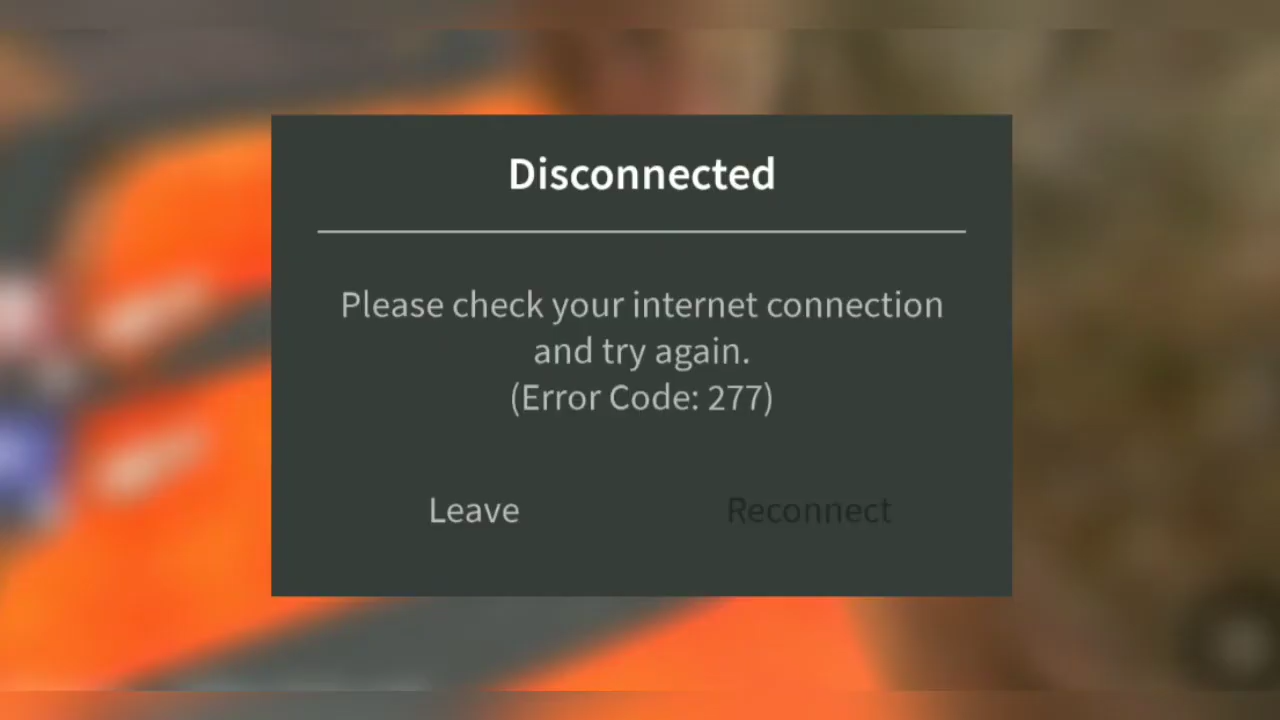 Disconnected
Please check your internet connection
and try again.
(Error Code: 277)
Leave
Reconnect